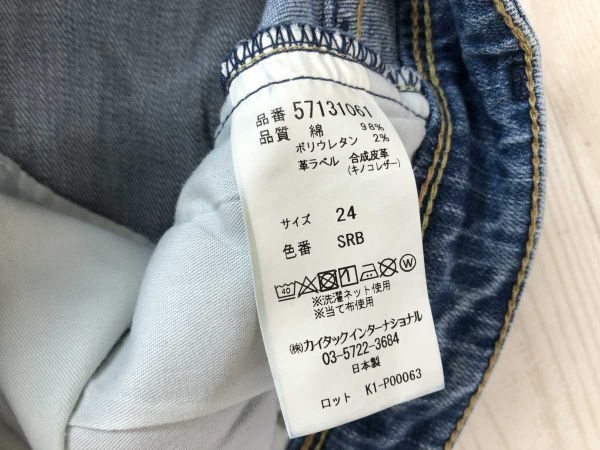 品番 57131061
品質 綿 98%
ポリウレタン 2%
革ラベル 合成皮革
(キノコレザー)
サイズ 24
色番 SRB
40 1 W
※洗濯ネット使用
※当て布使用
㈱カイタックインターナショナル
03-5722-3684
日本製
ロット K1-P00063